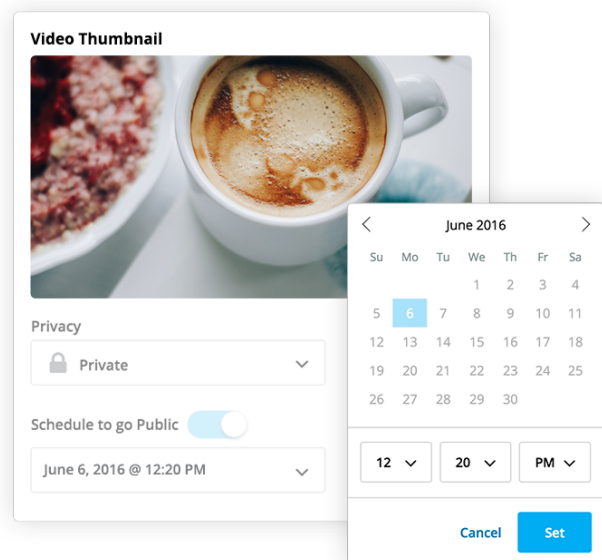 Video Thumbnail
June 2016
Su Mo Tu We Th Fr Sa
1 2 3 4
5 6 7 8 9 10 11
12 13 14 15 16 17 18
19 20 21 22 23 24 25
26 27 28 29 30
12 20 PM
Cancel Set
Privacy
Private
Schedule to go Public
June 6, 2016 @ 12:20 PM